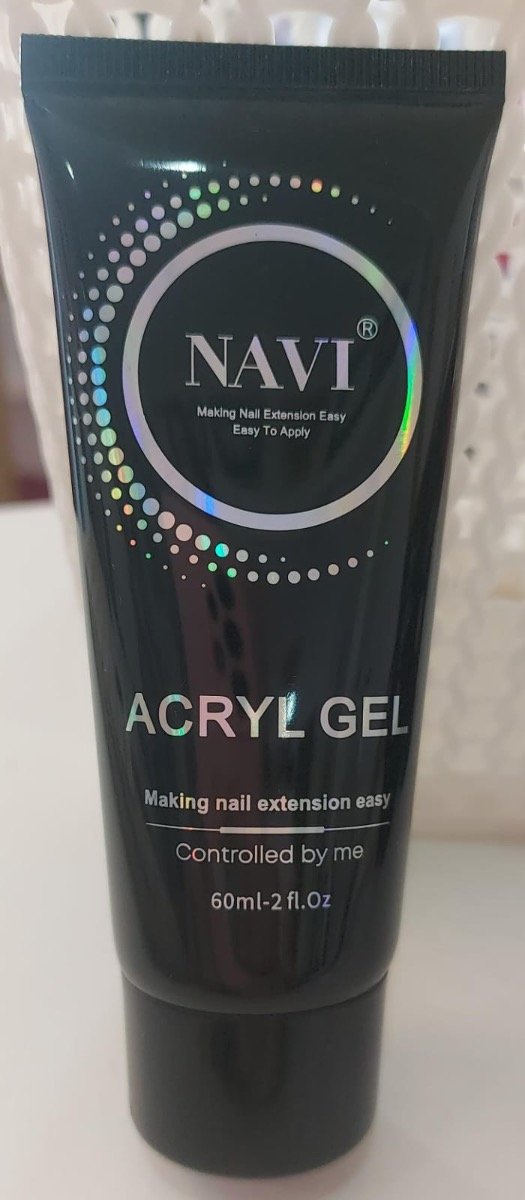 NAVI®
Making Nail Extension Easy
Easy To Apply
ACRYL GEL
Making nail extension easy
Controlled by me
60ml-2 fl.Oz